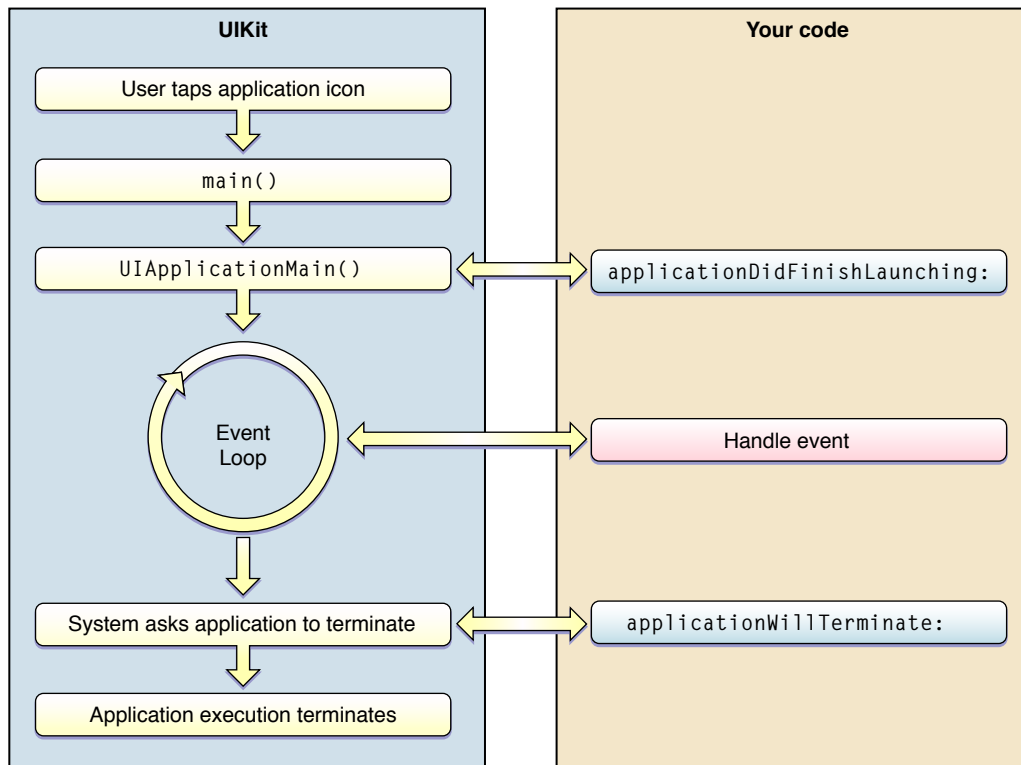 UIKit
Your code
User taps application icon
main()
UIApplicationMain()
applicationDidFinishLaunching:
Event
Loop
Handle event
System asks application to terminate
applicationWillTerminate:
Application execution terminates